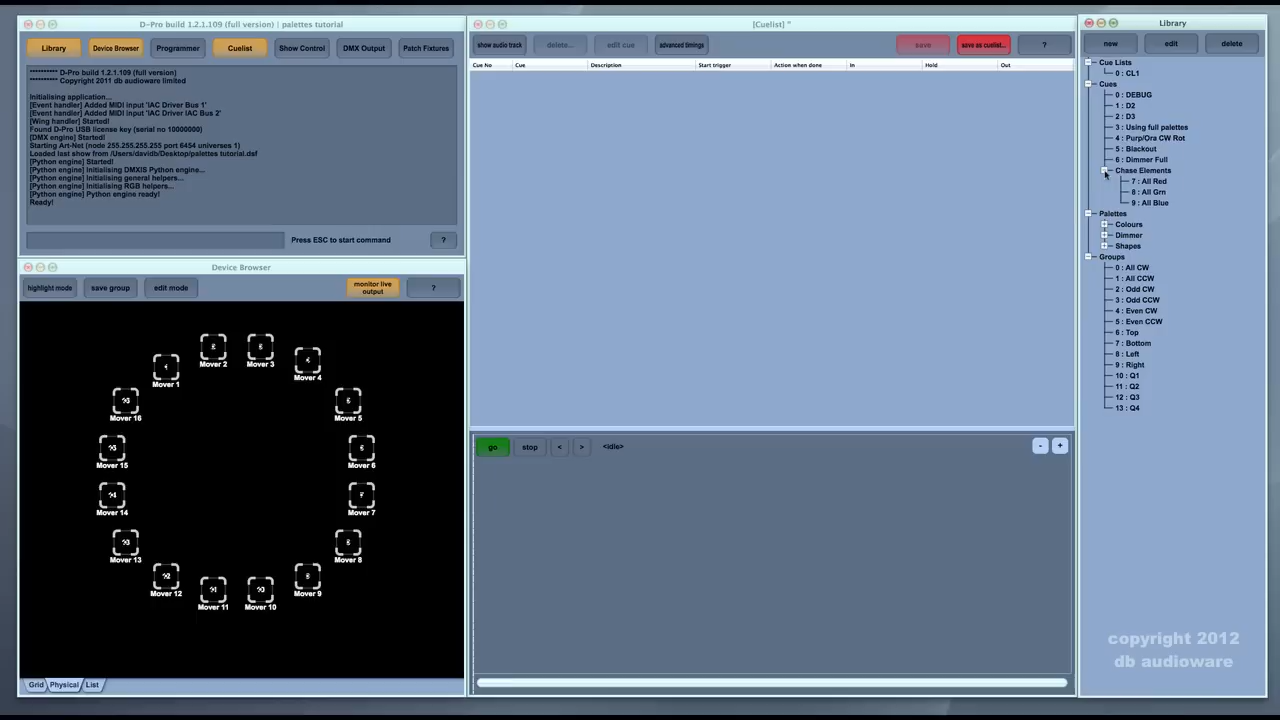 D-Pro build 1.2.1.109 (full version) | palettes tutorial
Library Device Browser Programmer Cuelist Show Control DMX Output Patch Fixtures
********** D-Pro build 1.2.1.109 (full version)
********** Copyright 2011 db audioware limited
Initialising application...
[Event handler] Added MIDI input 'IAC Driver Bus 1'
[Event handler] Added MIDI input 'IAC Driver IAC Bus 2'
[Wing handler] Started!
Found D-Pro USB license key (serial no 10000000)
[DMX engine] Started!
Starting Art-Net (node 255.255.255.255 port 6454 universes 1)
Loaded last show from /Users/davidb/Desktop/palettes tutorial.dsf
[Python engine] Started!
[Python engine] Initialising DMXIS Python engine...
[Python engine] Initialising general helpers...
[Python engine] Initialising RGB helpers...
[Python engine] Python engine ready!
Ready!
Press ESC to start command ?
Device Browser
highlight mode save group edit mode monitor live output ?
Mover 1
Mover 2
Mover 3
Mover 4
Mover 5
Mover 6
Mover 7
Mover 8
Mover 9
Mover 10
Mover 11
Mover 12
Mover 13
Mover 14
Mover 15
Mover 16
Grid Physical List
[Cuelist] *
show audio track delete... edit cue advanced timings save save as cuelist... ?
Cue No Cue Description Start trigger Action when done In Hold Out
go stop < > <idle> - +
Library
new edit delete
Cue Lists
0 : CL1
Cues
0 : DEBUG
1 : D2
2 : D3
3 : Using full palettes
4 : Purp/Ora CW Rot
5 : Blackout
6 : Dimmer Full
Chase Elements
7 : All Red
8 : All Grn
9 : All Blue
Palettes
Colours
Dimmer
Shapes
Groups
0 : All CW
1 : All CCW
2 : Odd CW
3 : Odd CCW
4 : Even CW
5 : Even CCW
6 : Top
7 : Bottom
8 : Left
9 : Right
10 : Q1
11 : Q2
12 : Q3
13 : Q4
copyright 2012
db audioware